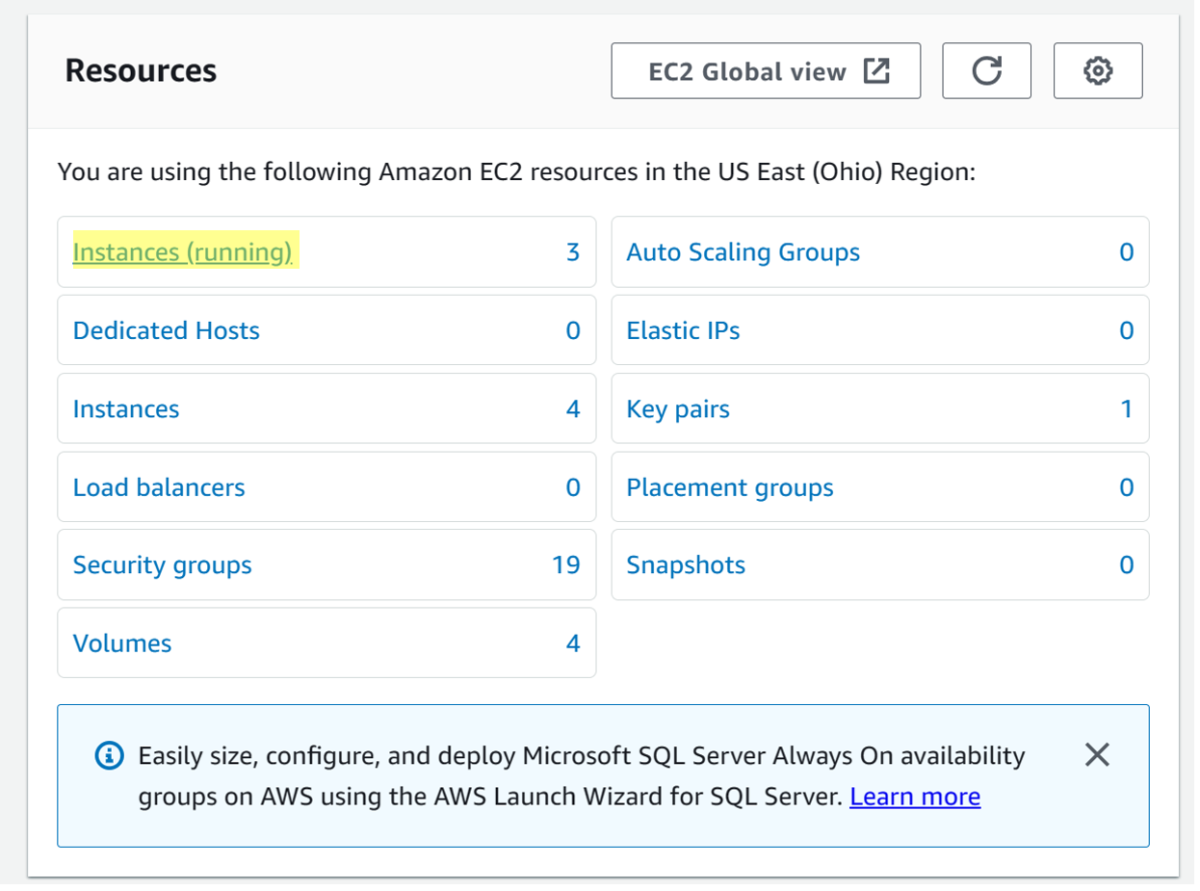 Resources
EC2 Global view
You are using the following Amazon EC2 resources in the US East (Ohio) Region:
Instances (running) 3
Auto Scaling Groups 0
Dedicated Hosts 0
Elastic IPs 0
Instances 4
Key pairs 1
Load balancers 0
Placement groups 0
Security groups 19
Snapshots 0
Volumes 4
Easily size, configure, and deploy Microsoft SQL Server Always On availability
groups on AWS using the AWS Launch Wizard for SQL Server. Learn more